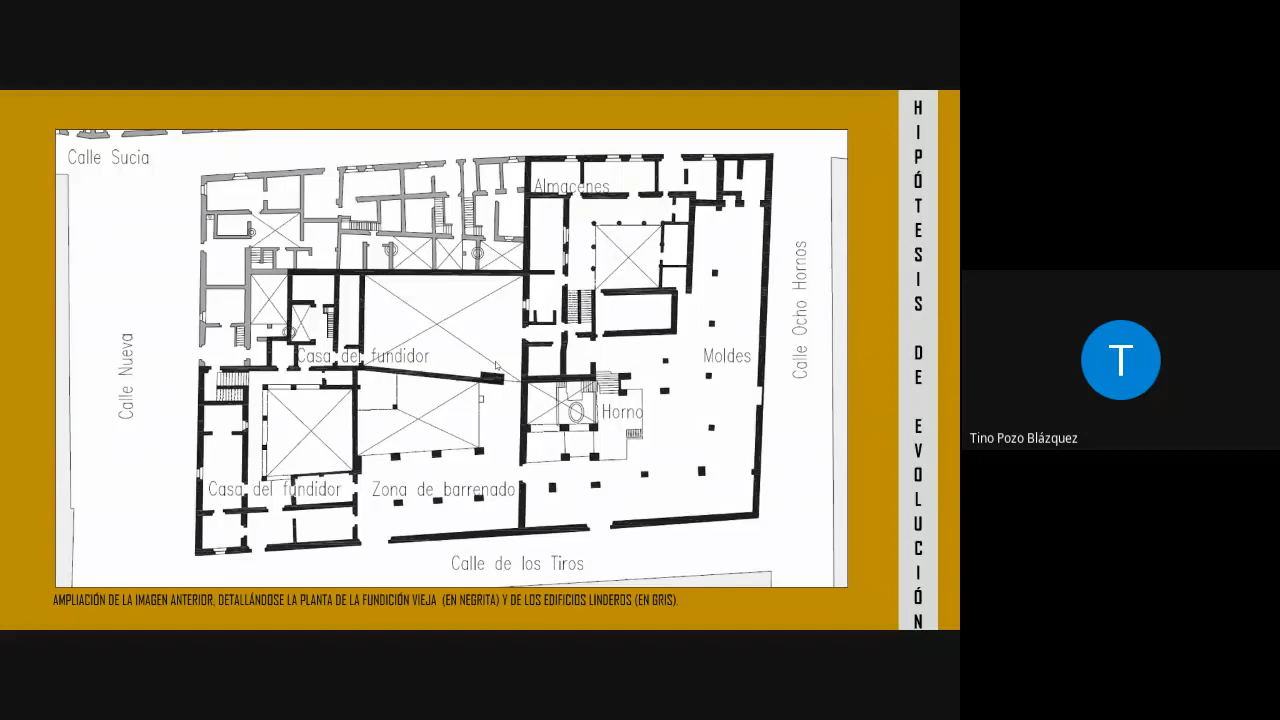 Calle Sucia
Almacenes
Calle Ocho Hornos
Calle Nueva
Casa del fundidor
Moldes
Horno
Casa del fundidor
Zona de barrenado
Calle de los Tiros
AMPLIACIÓN DE LA IMAGEN ANTERIOR, DETALLÁNDOSE LA PLANTA DE LA FUNDICIÓN VIEJA (EN NEGRITA) Y DE LOS EDIFICIOS LINDEROS (EN GRIS).
HIPÓTESIS DE EVOLUCIÓN
T
Tino Pozo Blázquez